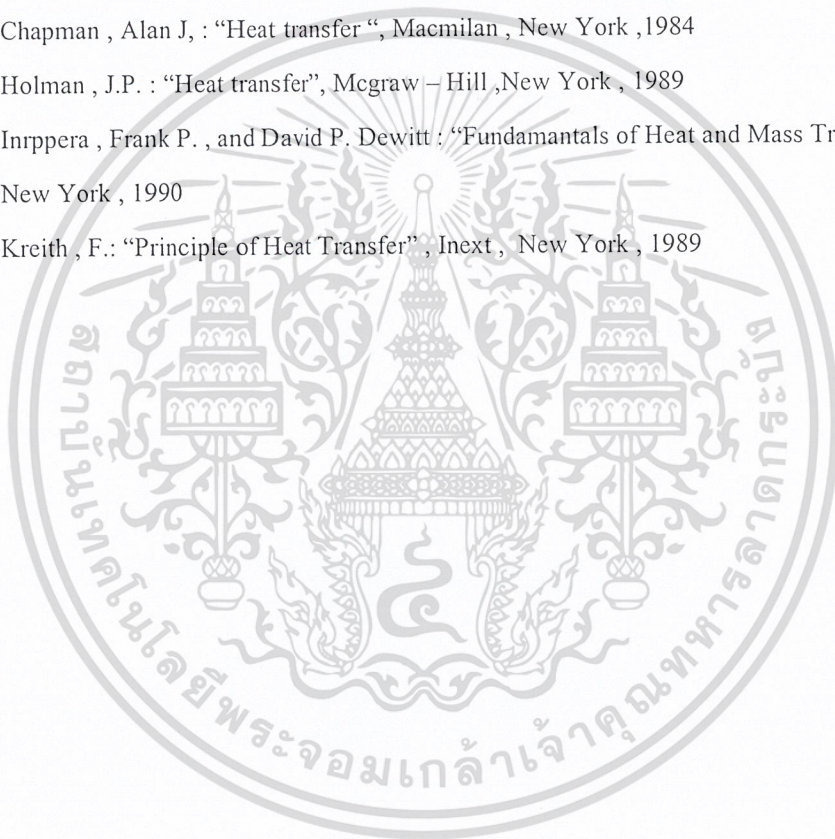 Chapman , Alan J, : “Heat transfer “, Macmilan , New York ,1984
Holman , J.P. : “Heat transfer”, Mcgraw – Hill ,New York , 1989
Inrppera , Frank P. , and David P. Dewitt : “Fundamantals of Heat and Mass Tr
New York , 1990
Kreith , F.: “Principle of Heat Transfer” , Inext , New York , 1989
๔
สถาบันเทคโนโลยีพระจอมเกล้าเจ้าคุณทหารลาดกระบัง